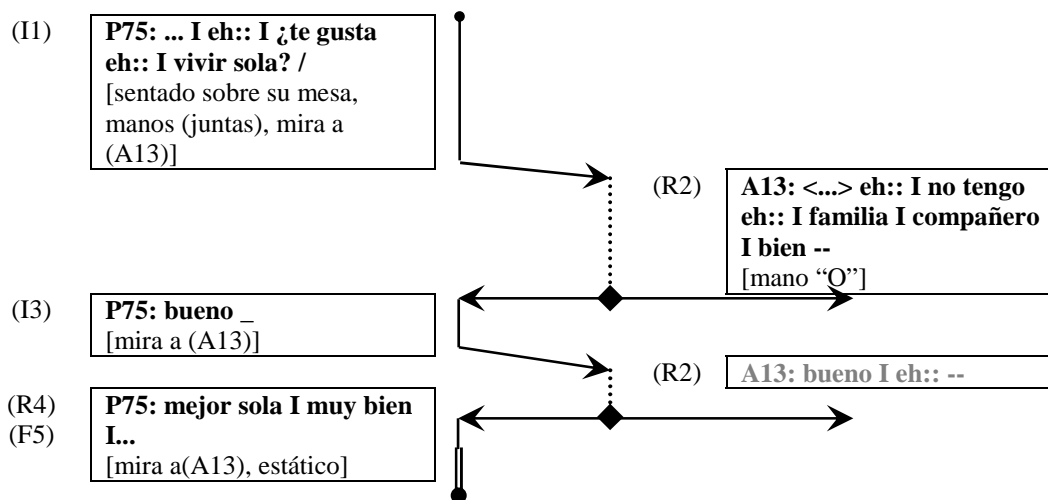 (I1)
P75: ... I eh:: I ¿te gusta
eh:: I vivir sola? /
[sentado sobre su mesa,
manos (juntas), mira a
(A13)]
(R2)
A13: <...> eh:: I no tengo
eh:: I familia I compañero
I bien --
[mano “O”]
(I3)
P75: bueno _
[mira a (A13)]
(R2)
A13: bueno I eh:: --
(R4)
(F5)
P75: mejor sola I muy bien
I...
[mira a(A13), estático]